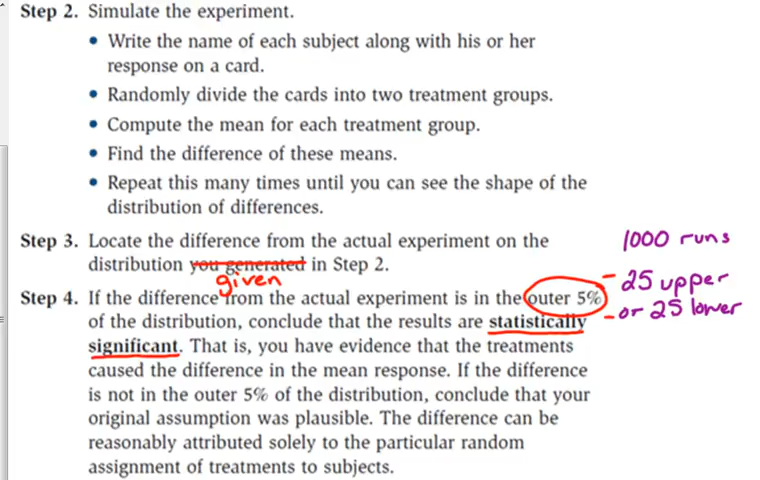 Step 2. Simulate the experiment.
• Write the name of each subject along with his or her
response on a card.
• Randomly divide the cards into two treatment groups.
• Compute the mean for each treatment group.
• Find the difference of these means.
• Repeat this many times until you can see the shape of the
distribution of differences.
Step 3. Locate the difference from the actual experiment on the
distribution you generated in Step 2.
given
1000 runs
Step 4. If the difference from the actual experiment is in the outer 5%
– 25 upper
of the distribution, conclude that the results are statistically
– or 25 lower
significant. That is, you have evidence that the treatments
caused the difference in the mean response. If the difference
is not in the outer 5% of the distribution, conclude that your
original assumption was plausible. The difference can be
reasonably attributed solely to the particular random
assignment of treatments to subjects.